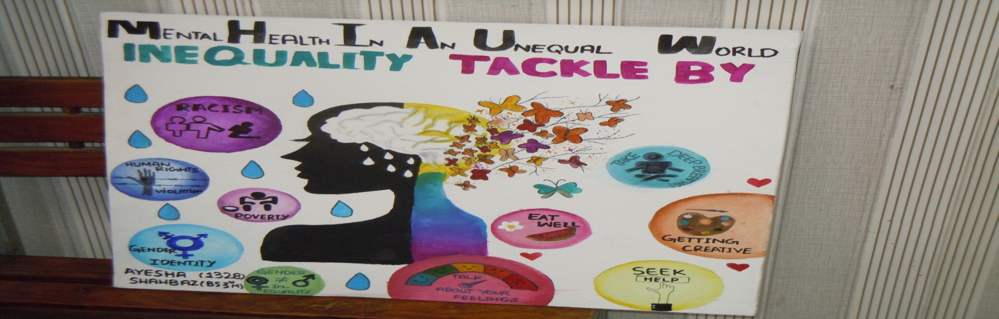 MENTAL HEALTH IN AN UNEQUAL WORLD
INEQUALITY TACKLE BY
RACISM
HUMAN
RIGHTS
VIOLATION
POVERTY
GENDER
IDENTITY
AYESHA (1328)
SHAHBAZ (BS 3rd M)
GENDER
≠
IN-
EQUALITY
TAKE DEEP BREATHS!
EAT
WELL
GETTING
CREATIVE
TALK
ABOUT YOUR
FEELINGS
SEEK
HELP